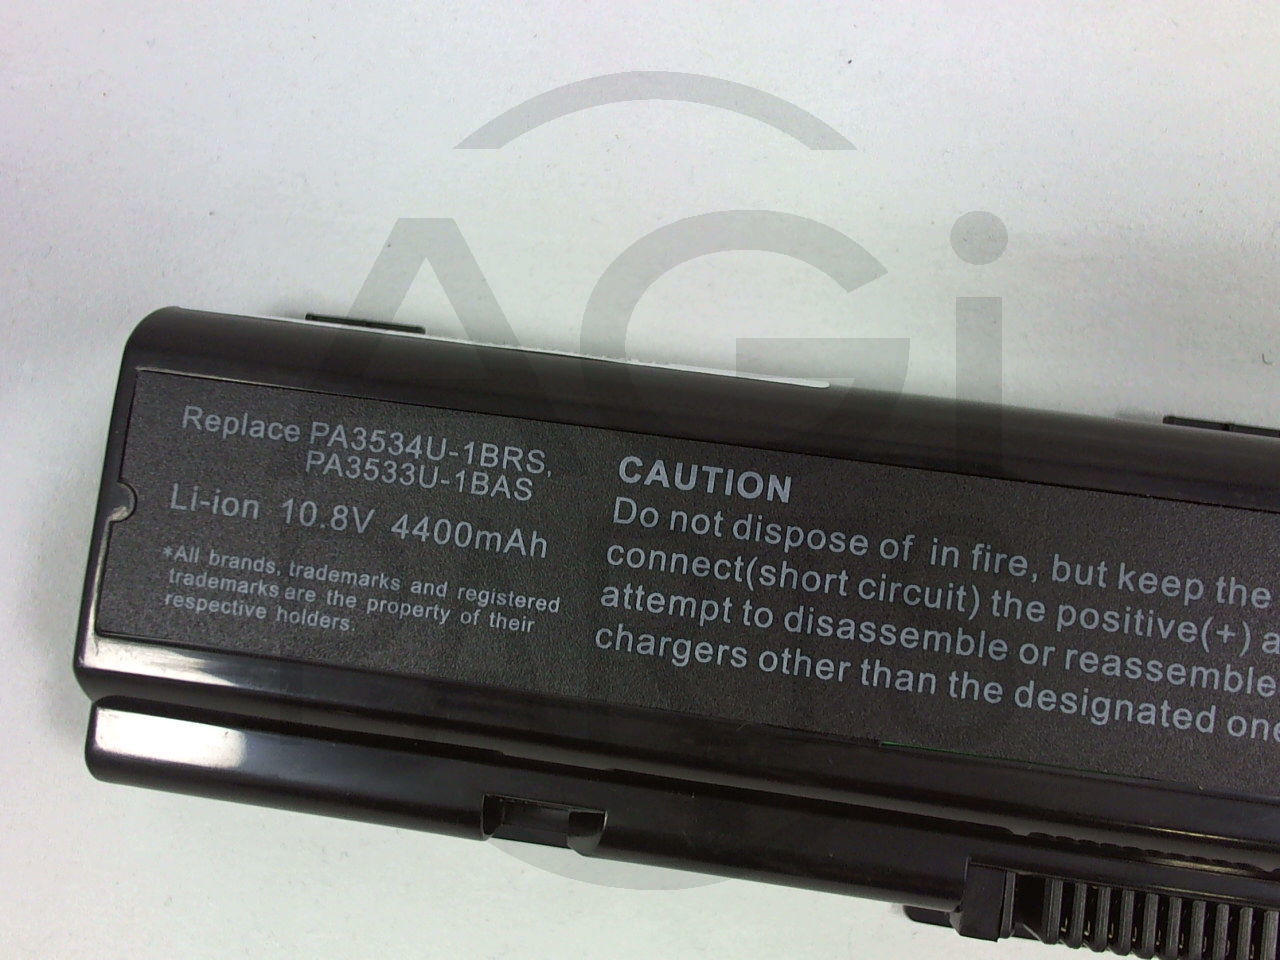 AGi
Replace PA3534U-1BRS,
PA3533U-1BAS
Li-ion 10.8V 4400mAh
*All brands, trademarks and registered
trademarks are the property of their
respective holders.
CAUTION
Do not dispose of in fire, but keep the
connect(short circuit) the positive(+) a
attempt to disassemble or reassemble
chargers other than the designated one